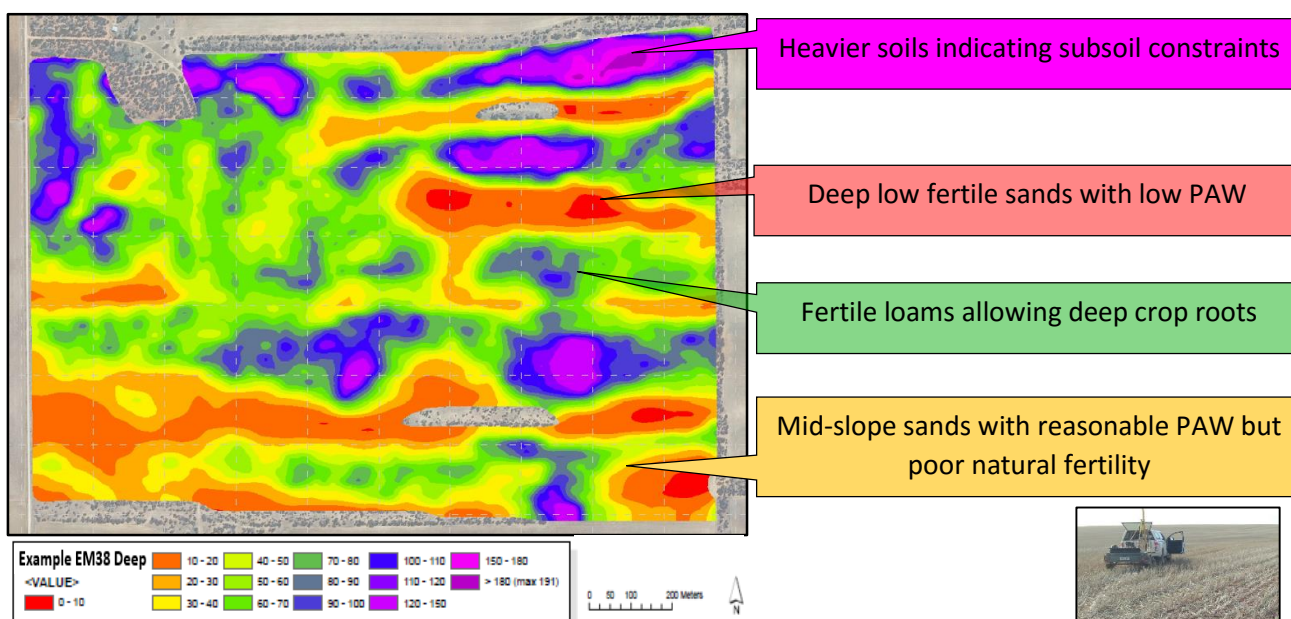 Heavier soils indicating subsoil constraints
Deep low fertile sands with low PAW
Fertile loams allowing deep crop roots
Mid-slope sands with reasonable PAW but
poor natural fertility
Example EM38 Deep
<VALUE>
0 - 10
10 - 20
20 - 30
30 - 40
40 - 50
50 - 60
60 - 70
70 - 80
80 - 90
90 - 100
100 - 110
110 - 120
120 - 150
150 - 180
> 180 (max 191)
0 50 100 200 Meters
N